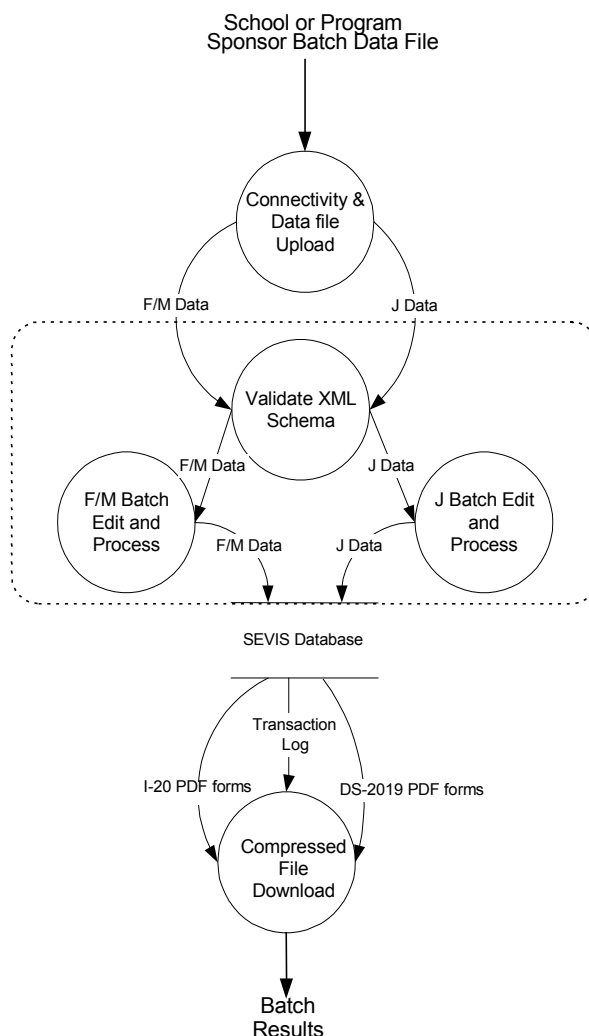 School or Program
Sponsor Batch Data File
Connectivity &
Data file
Upload
F/M Data
J Data
Validate XML
Schema
F/M Data
J Data
F/M Batch
Edit and
Process
J Batch Edit
and
Process
F/M Data
J Data
SEVIS Database
Transaction
Log
I-20 PDF forms
DS-2019 PDF forms
Compressed
File
Download
Batch
Results